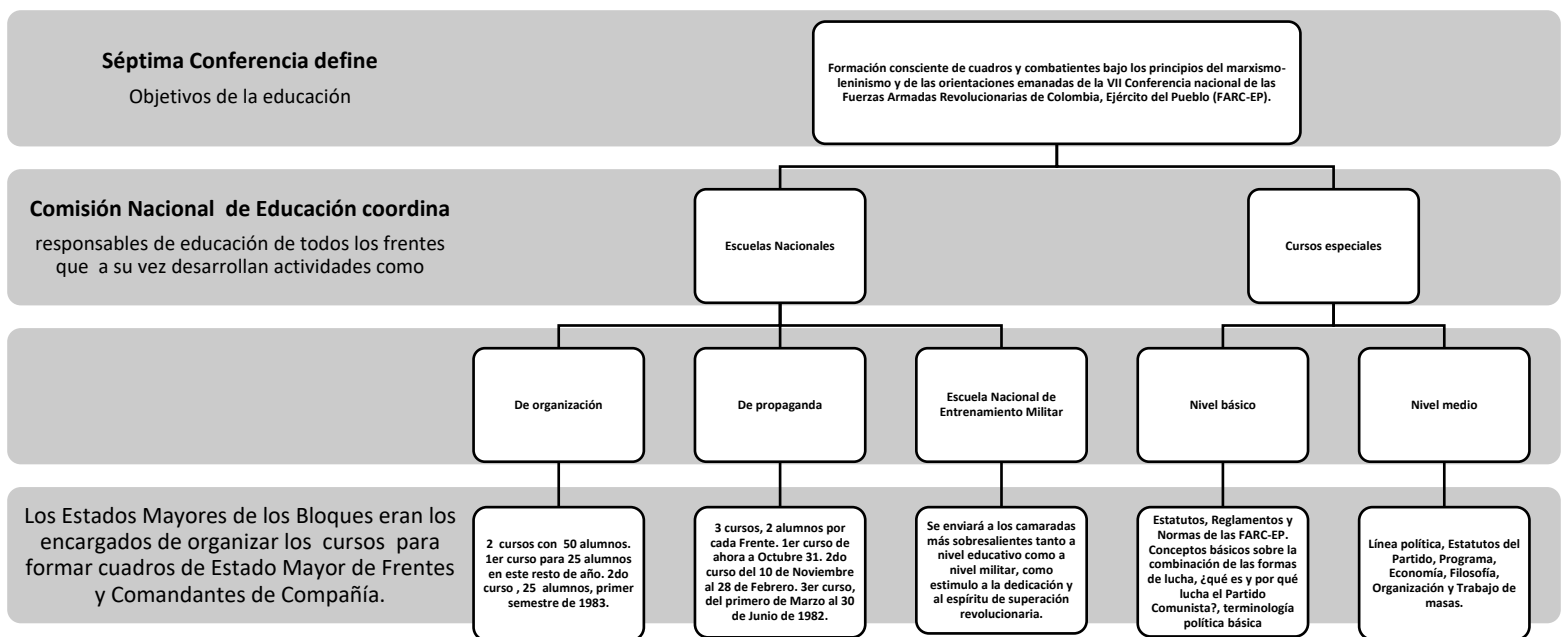 Séptima Conferencia define
Objetivos de la educación
Formación consciente de cuadros y combatientes bajo los principios del marxismo-
leninismo y de las orientaciones emanadas de la VII Conferencia nacional de las
Fuerzas Armadas Revolucionarias de Colombia, Ejército del Pueblo (FARC-EP).
Comisión Nacional de Educación coordina
responsables de educación de todos los frentes
que a su vez desarrollan actividades como
Escuelas Nacionales
Cursos especiales
De organización
De propaganda
Escuela Nacional de
Entrenamiento Militar
Nivel básico
Nivel medio
Los Estados Mayores de los Bloques eran los
encargados de organizar los cursos para
formar cuadros de Estado Mayor de Frentes
y Comandantes de Compañía.
2 cursos con 50 alumnos.
1er curso para 25 alumnos
en este resto de año. 2do
curso , 25 alumnos, primer
semestre de 1983.
3 cursos, 2 alumnos por
cada Frente. 1er curso de
ahora a Octubre 31. 2do
curso del 10 de Noviembre
al 28 de Febrero. 3er curso,
del primero de Marzo al 30
de Junio de 1982.
Se enviará a los camaradas
más sobresalientes tanto a
nivel educativo como a
nivel militar, como
estimulo a la dedicación y
al espíritu de superación
revolucionaria.
Estatutos, Reglamentos y
Normas de las FARC-EP.
Conceptos básicos sobre la
combinación de las formas
de lucha, ¿qué es y por qué
lucha el Partido
Comunista?, terminología
política básica
Línea política, Estatutos del
Partido, Programa,
Economía, Filosofía,
Organización y Trabajo de
masas.